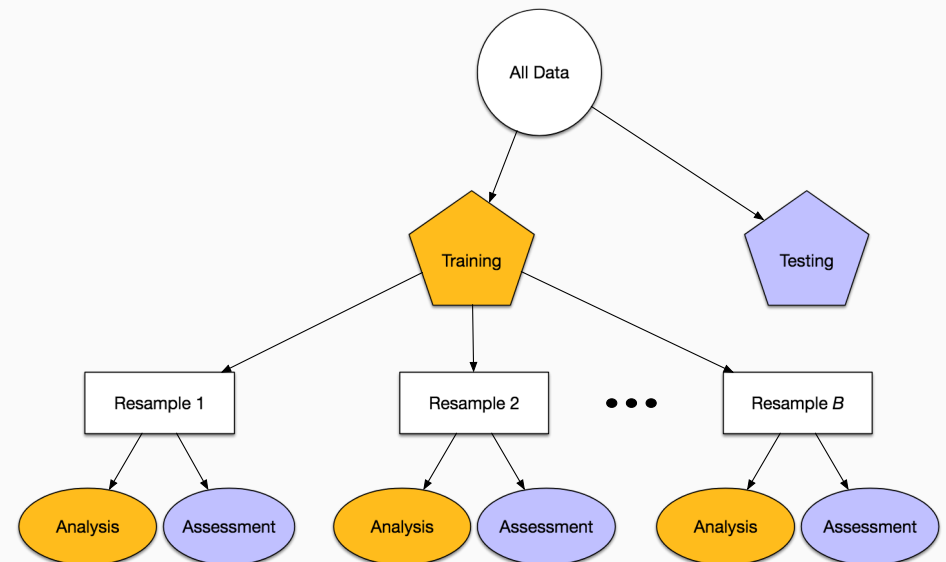 All Data
Training
Testing
Resample 1
Resample 2
Resample B
Analysis
Assessment
Analysis
Assessment
Analysis
Assessment